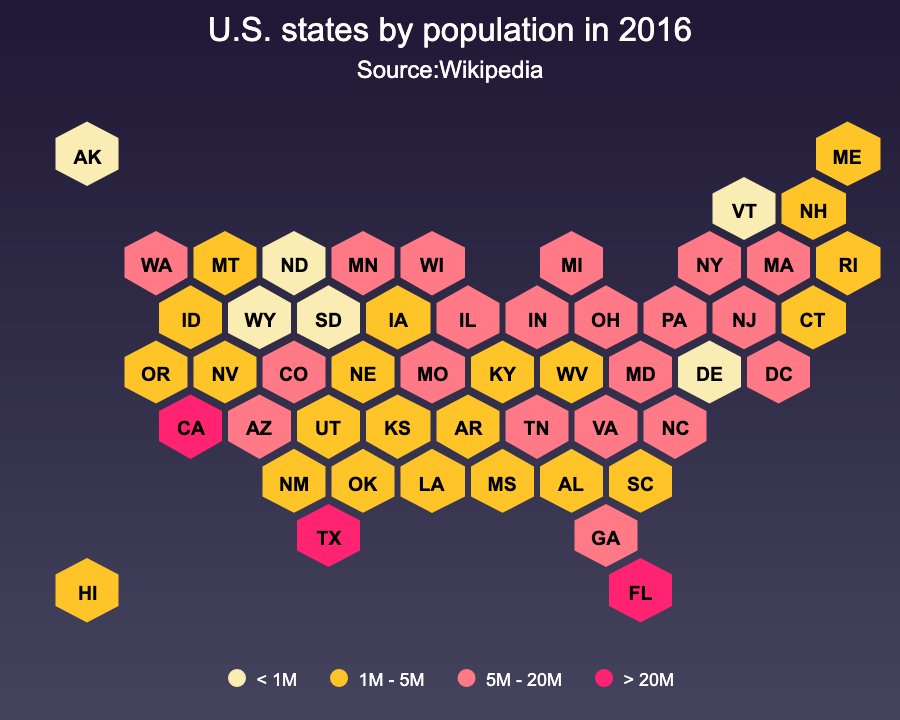 U.S. states by population in 2016
Source:Wikipedia
AK ME
VT NH
WA MT ND MN WI MI NY MA RI
ID WY SD IA IL IN OH PA NJ CT
OR NV CO NE MO KY WV MD DE DC
CA AZ UT KS AR TN VA NC
NM OK LA MS AL SC
TX GA
HI FL
< 1M 1M - 5M 5M - 20M > 20M